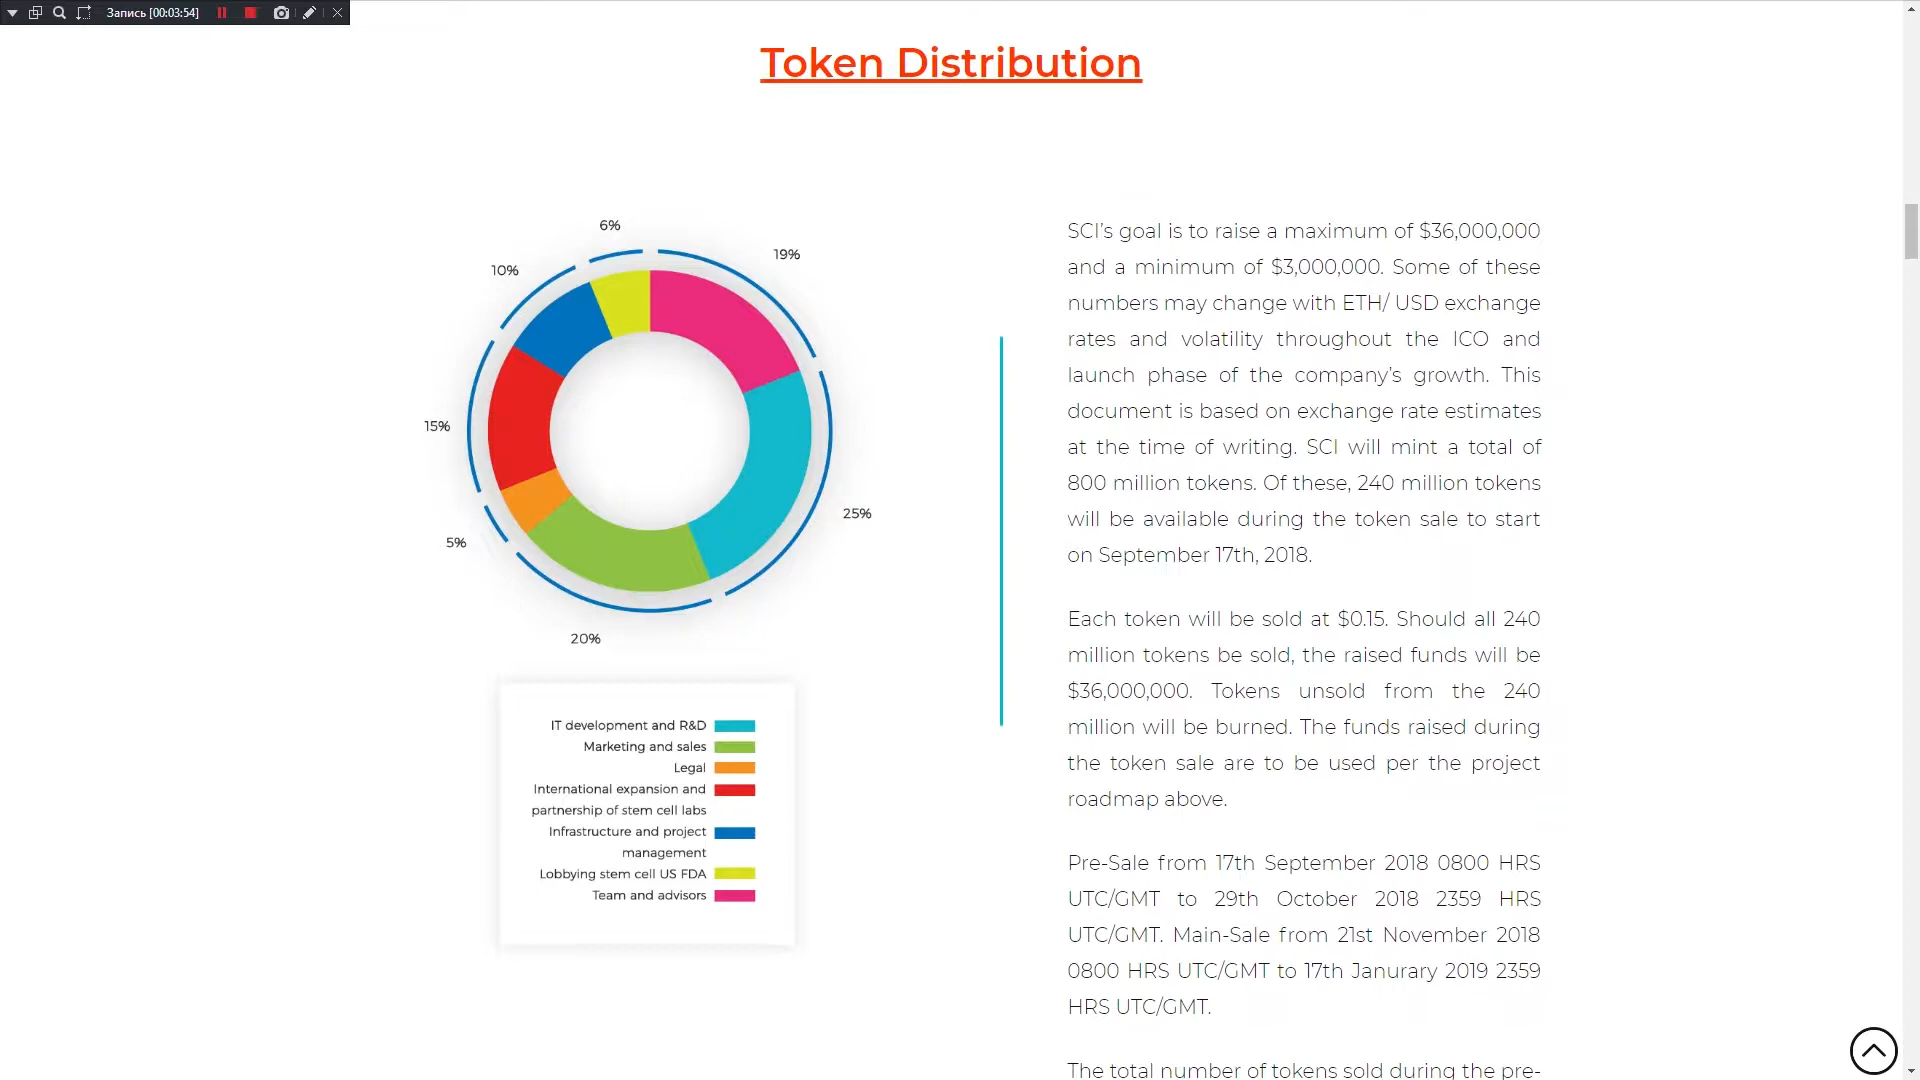 Запись [00:03:54]
Token Distribution
6%
19%
10%
15%
25%
5%
20%
IT development and R&D
Marketing and sales
Legal
International expansion and
partnership of stem cell labs
Infrastructure and project
management
Lobbying stem cell US FDA
Team and advisors
SCI’s goal is to raise a maximum of $36,000,000
and a minimum of $3,000,000. Some of these
numbers may change with ETH/ USD exchange
rates and volatility throughout the ICO and
launch phase of the company’s growth. This
document is based on exchange rate estimates
at the time of writing. SCI will mint a total of
800 million tokens. Of these, 240 million tokens
will be available during the token sale to start
on September 17th, 2018.
Each token will be sold at $0.15. Should all 240
million tokens be sold, the raised funds will be
$36,000,000. Tokens unsold from the 240
million will be burned. The funds raised during
the token sale are to be used per the project
roadmap above.
Pre-Sale from 17th September 2018 0800 HRS
UTC/GMT to 29th October 2018 2359 HRS
UTC/GMT. Main-Sale from 21st November 2018
0800 HRS UTC/GMT to 17th Janurary 2019 2359
HRS UTC/GMT.
The total number of tokens sold during the pre-